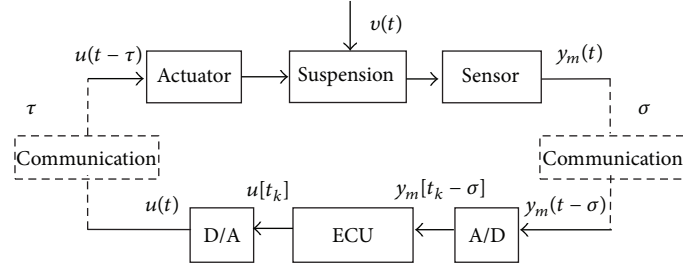 υ(t)
u(t − τ)
y_m(t)
Actuator
Suspension
Sensor
τ
σ
Communication
Communication
u(t)
u[t_k]
y_m[t_k − σ]
y_m(t − σ)
D/A
ECU
A/D